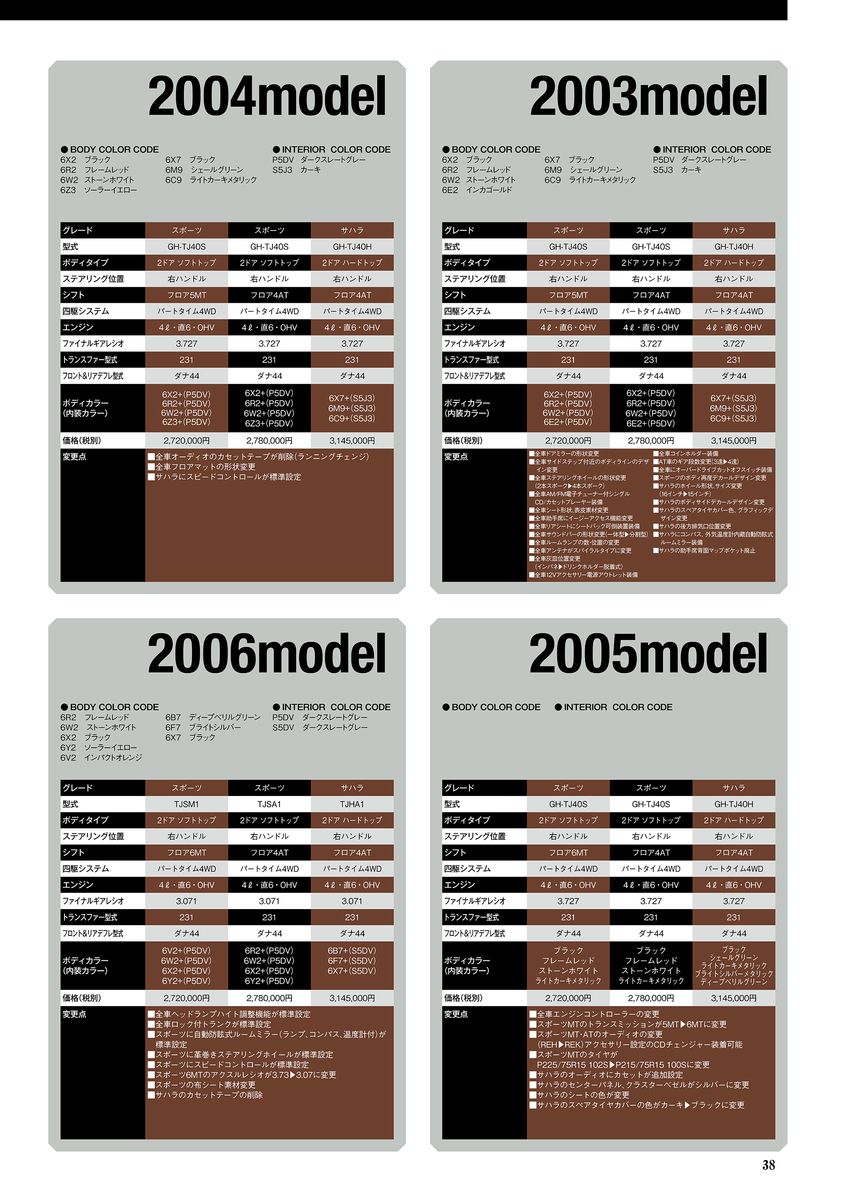 2004model
● BODY COLOR CODE ● INTERIOR COLOR CODE
6X2 ブラック 6X7 ブラック P5DV ダークスレートグレー
6R2 フレームレッド 6M9 シェールグリーン S5J3 カーキ
6W2 ストーンホワイト 6C9 ライトカーキメタリック
6Z3 ソーラーイエロー
グレード スポーツ スポーツ サハラ
型式 GH-TJ40S GH-TJ40S GH-TJ40H
ボディタイプ 2ドア ソフトトップ 2ドア ソフトトップ 2ドア ハードトップ
ステアリング位置 右ハンドル 右ハンドル 右ハンドル
シフト フロア5MT フロア4AT フロア4AT
四駆システム パートタイム4WD パートタイム4WD パートタイム4WD
エンジン 4ℓ・直6・OHV 4ℓ・直6・OHV 4ℓ・直6・OHV
ファイナルギアレシオ 3.727 3.727 3.727
トランスファー型式 231 231 231
フロント&リアデフレ型式 ダナ44 ダナ44 ダナ44
ボディカラー
(内装カラー)
6X2+(P5DV) 6X2+(P5DV) 6X7+(S5J3)
6R2+(P5DV) 6R2+(P5DV) 6M9+(S5J3)
6W2+(P5DV) 6W2+(P5DV) 6C9+(S5J3)
6Z3+(P5DV) 6Z3+(P5DV)
価格(税別) 2,720,000円 2,780,000円 3,145,000円
変更点
■全車オーディオのカセットテープが削除(ランニングチェンジ)
■全車フロアマットの形状変更
■サハラにスピードコントロールが標準設定
2003model
● BODY COLOR CODE ● INTERIOR COLOR CODE
6X2 ブラック 6X7 ブラック P5DV ダークスレートグレー
6R2 フレームレッド 6M9 シェールグリーン S5J3 カーキ
6W2 ストーンホワイト 6C9 ライトカーキメタリック
6E2 インカゴールド
グレード スポーツ スポーツ サハラ
型式 GH-TJ40S GH-TJ40S GH-TJ40H
ボディタイプ 2ドア ソフトトップ 2ドア ソフトトップ 2ドア ハードトップ
ステアリング位置 右ハンドル 右ハンドル 右ハンドル
シフト フロア5MT フロア4AT フロア4AT
四駆システム パートタイム4WD パートタイム4WD パートタイム4WD
エンジン 4ℓ・直6・OHV 4ℓ・直6・OHV 4ℓ・直6・OHV
ファイナルギアレシオ 3.727 3.727 3.727
トランスファー型式 231 231 231
フロント&リアデフレ型式 ダナ44 ダナ44 ダナ44
ボディカラー
(内装カラー)
6X2+(P5DV) 6X2+(P5DV) 6X7+(S5J3)
6R2+(P5DV) 6R2+(P5DV) 6M9+(S5J3)
6W2+(P5DV) 6W2+(P5DV) 6C9+(S5J3)
6E2+(P5DV) 6E2+(P5DV)
価格(税別) 2,720,000円 2,780,000円 3,145,000円
変更点
■全車ドアミラーの形状変更
■全車サイドステップ付近のボディラインのデザ
イン変更
■全車ステアリングホイールの形状変更
(2本スポーク▶4本スポーク)
■全車AM/FM電子チューナー付シングル
CD/カセットプレーヤー装備
■全車シート形状、表皮素材変更
■全車助手席にイージーアクセス機能変更
■全車リアシートにシートバック可倒装置装備
■全車サウンドバーの形状変更(一体型▶分割型)
■全車ルームランプの数・位置の変更
■全車アンテナがスパイラルタイプに変更
■全車灰皿位置変更
(インパネ▶ドリンクホルダー脱着式)
■全車12Vアクセサリー電源アウトレット装備
■全車コインホルダー装備
■AT車のギア段数変更(3速▶4速)
■全車にオーバードライブカットオフスイッチ装備
■スポーツのボディ再度デカールデザイン変更
■サハラのホイール形状、サイズ変更
(16インチ▶15インチ)
■サハラのボディサイドデカールデザイン変更
■サハラのスペアタイヤカバー色、グラフィックデ
ザイン変更
■サハラの後方排気口位置変更
■サハラにコンパス、外気温度計内蔵自動防眩式
ルームミラー装備
■サハラの助手席背面マップポケット廃止
2006model
● BODY COLOR CODE ● INTERIOR COLOR CODE
6R2 フレームレッド 6B7 ディープベリルグリーン P5DV ダークスレートグレー
6W2 ストーンホワイト 6F7 ブライトシルバー S5DV ダークスレートグレー
6X2 ブラック 6X7 ブラック
6Y2 ソーラーイエロー
6V2 インパクトオレンジ
グレード スポーツ スポーツ サハラ
型式 TJSM1 TJSA1 TJHA1
ボディタイプ 2ドア ソフトトップ 2ドア ソフトトップ 2ドア ハードトップ
ステアリング位置 右ハンドル 右ハンドル 右ハンドル
シフト フロア6MT フロア4AT フロア4AT
四駆システム パートタイム4WD パートタイム4WD パートタイム4WD
エンジン 4ℓ・直6・OHV 4ℓ・直6・OHV 4ℓ・直6・OHV
ファイナルギアレシオ 3.071 3.071 3.071
トランスファー型式 231 231 231
フロント&リアデフレ型式 ダナ44 ダナ44 ダナ44
ボディカラー
(内装カラー)
6V2+(P5DV) 6R2+(P5DV) 6B7+(S5DV)
6W2+(P5DV) 6W2+(P5DV) 6F7+(S5DV)
6X2+(P5DV) 6X2+(P5DV) 6X7+(S5DV)
6Y2+(P5DV) 6Y2+(P5DV)
価格(税別) 2,720,000円 2,780,000円 3,145,000円
変更点
■全車ヘッドランプハイト調整機能が標準設定
■全車ロック付トランクが標準設定
■スポーツに自動防眩式ルームミラー(ランプ、コンパス、温度計付)が
標準設定
■スポーツに革巻きステアリングホイールが標準設定
■スポーツにスピードコントロールが標準設定
■スポーツ6MTのアクスルレシオが3.73▶3.07に変更
■スポーツの布シート素材変更
■サハラのカセットテープの削除
2005model
● BODY COLOR CODE ● INTERIOR COLOR CODE
グレード スポーツ スポーツ サハラ
型式 GH-TJ40S GH-TJ40S GH-TJ40H
ボディタイプ 2ドア ソフトトップ 2ドア ソフトトップ 2ドア ハードトップ
ステアリング位置 右ハンドル 右ハンドル 右ハンドル
シフト フロア6MT フロア4AT フロア4AT
四駆システム パートタイム4WD パートタイム4WD パートタイム4WD
エンジン 4ℓ・直6・OHV 4ℓ・直6・OHV 4ℓ・直6・OHV
ファイナルギアレシオ 3.727 3.727 3.727
トランスファー型式 231 231 231
フロント&リアデフレ型式 ダナ44 ダナ44 ダナ44
ボディカラー
(内装カラー)
ブラック ブラック ブラック
フレームレッド フレームレッド シェールグリーン
ストーンホワイト ストーンホワイト ライトカーキメタリック
ライトカーキメタリック ライトカーキメタリック ブライトシルバーメタリック
ディープベリルグリーン
価格(税別) 2,720,000円 2,780,000円 3,145,000円
変更点
■全車エンジンコントローラーの変更
■スポーツMTのトランスミッションが5MT▶6MTに変更
■スポーツMT・ATのオーディオの変更
(REH▶REK)アクセサリー設定のCDチェンジャー装着可能
■スポーツMTのタイヤが
P225/75R15 102S▶P215/75R15 100Sに変更
■サハラのオーディオにカセットが追加設定
■サハラのセンターパネル、クラスターベゼルがシルバーに変更
■サハラのシートの色が変更
■サハラのスペアタイヤカバーの色がカーキ▶ブラックに変更
38